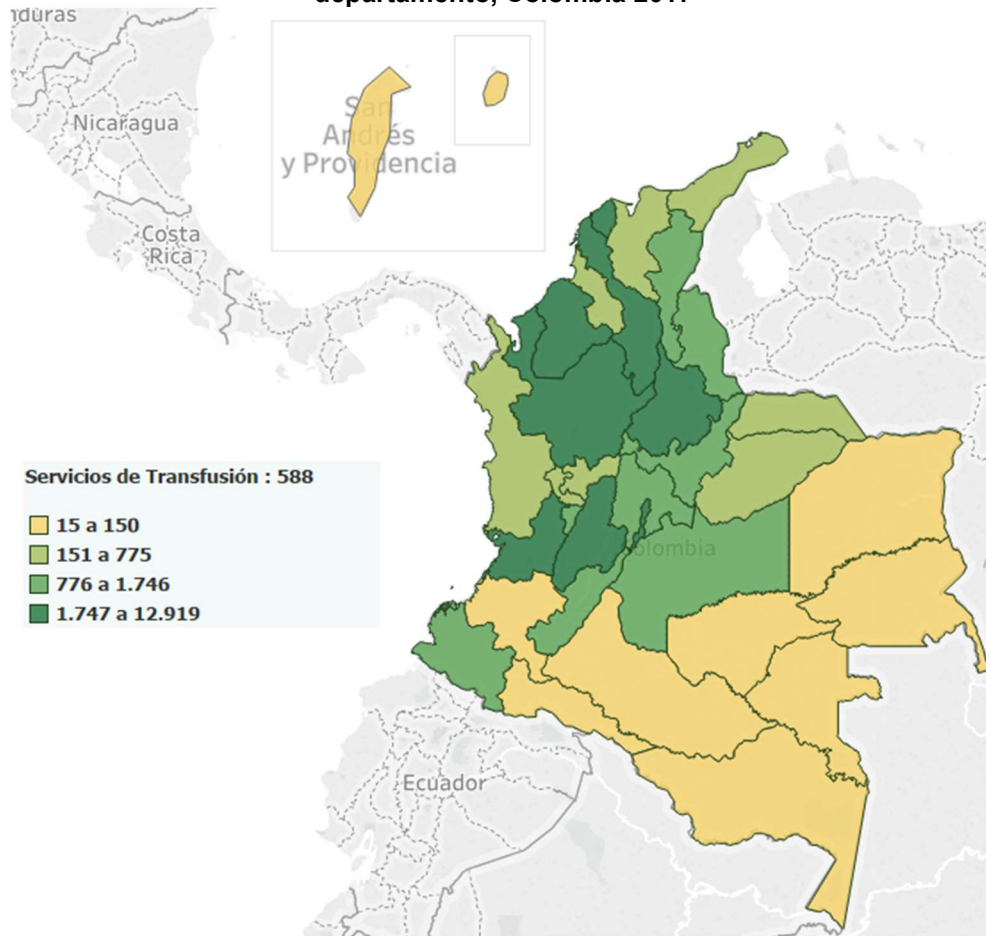 departamento, Colombia 2017
nduras
Nicaragua
San
Andrés
y Providencia
Costa
Rica
Servicios de Transfusión : 588
15 a 150
151 a 775
776 a 1.746
1.747 a 12.919
Colombia
Ecuador